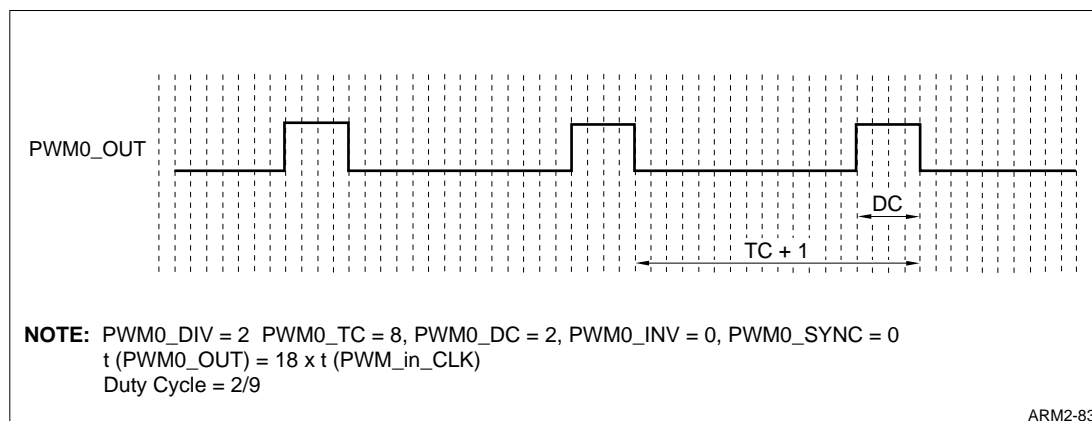 PWM0_OUT
DC
TC + 1
NOTE: PWM0_DIV = 2 PWM0_TC = 8, PWM0_DC = 2, PWM0_INV = 0, PWM0_SYNC = 0
t (PWM0_OUT) = 18 x t (PWM_in_CLK)
Duty Cycle = 2/9
ARM2-83